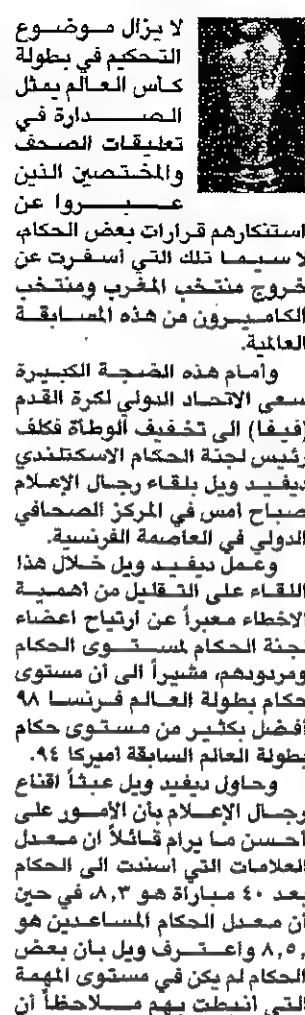 لا يزال موضوع
التحكيم في بطولة
كاس العالم يمثل
الصدارة في
تعليقات الصحف
والمختصين الذين
عبروا عن
استنكارهم قرارات بعض الحكام،
لا سيما تلك التي أسفرت عن
خروج منتخب المغرب ومنتخب
الكاميرون من هذه المسابقة
العالمية.
وأمام هذه الضجة الكبيرة
سعى الاتحاد الدولي لكرة القدم
(فيفا) الى تخفيف الوطأة فكلف
رئيس لجنة الحكام الاسكتلندي
ديفيد ويل بلقاء رجال الإعلام
صباح امس في المركز الصحافي
الدولي في العاصمة الفرنسية.
وعمل ديفيد ويل خلال هذا
اللقاء على التقليل من اهمية
الاخطاء معبراً عن ارتياح اعضاء
لجنة الحكام لمستوى الحكام
ومردودهم، مشيراً الى أن مستوى
حكام بطولة العالم فرنسا ٩٨
أفضل بكثير من مستوى حكام
بطولة العالم السابقة أميركا ٩٤.
وحاول ديفيد ويل عبثاً اقناع
رجال الإعلام بأن الأمور على
احسن ما يرام قائلاً ان معدل
العلامات التي أسندت الى الحكام
بعد ٤٠ مباراة هو ٨,٣، في حين
ان معدل الحكام المساعدين هو
٨,٥، واعترف ويل بان بعض
الحكام لم يكن في مستوى المهمة
التي انيطت بهم ملاحظاً أن